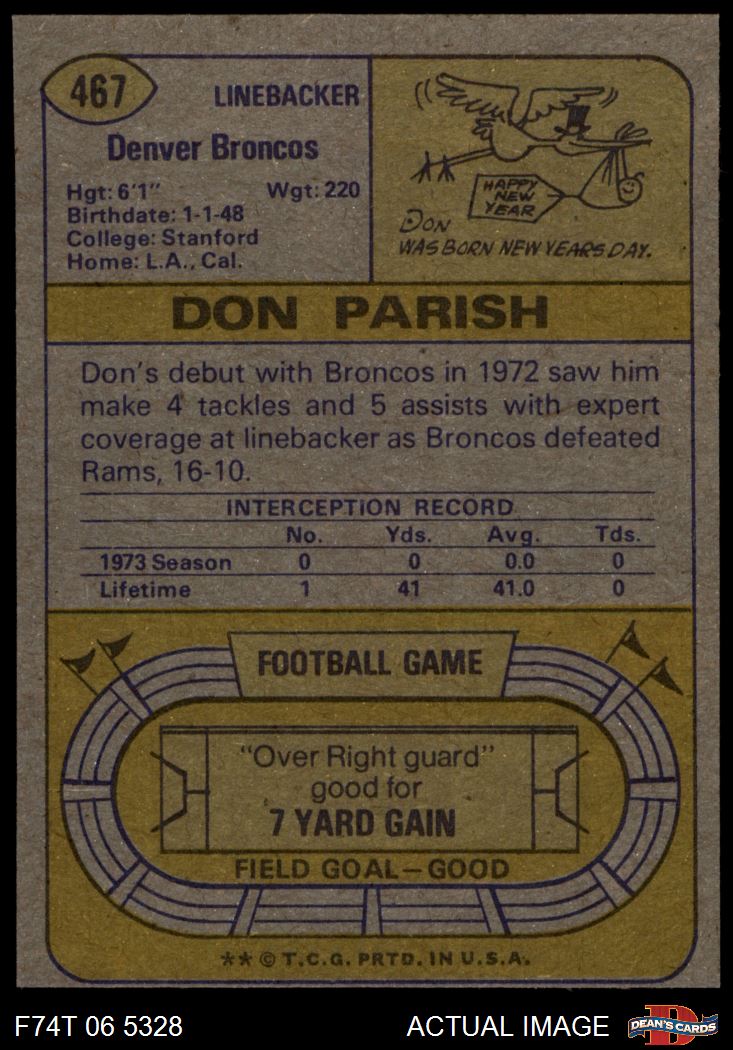 467
LINEBACKER
Denver Broncos
Hgt: 6'1" Wgt: 220
Birthdate: 1-1-48
College: Stanford
Home: L.A., Cal.
HAPPY
NEW
YEAR
DON
WAS BORN NEW YEARS DAY.
DON PARISH
Don's debut with Broncos in 1972 saw him
make 4 tackles and 5 assists with expert
coverage at linebacker as Broncos defeated
Rams, 16-10.
INTERCEPTION RECORD
No. Yds. Avg. Tds.
1973 Season 0 0 0.0 0
Lifetime 1 41 41.0 0
FOOTBALL GAME
"Over Right guard"
good for
7 YARD GAIN
FIELD GOAL—GOOD
** © T.C.G. PRTD. IN U.S.A.
F74T 06 5328 ACTUAL IMAGE
D
DEAN'S CARDS